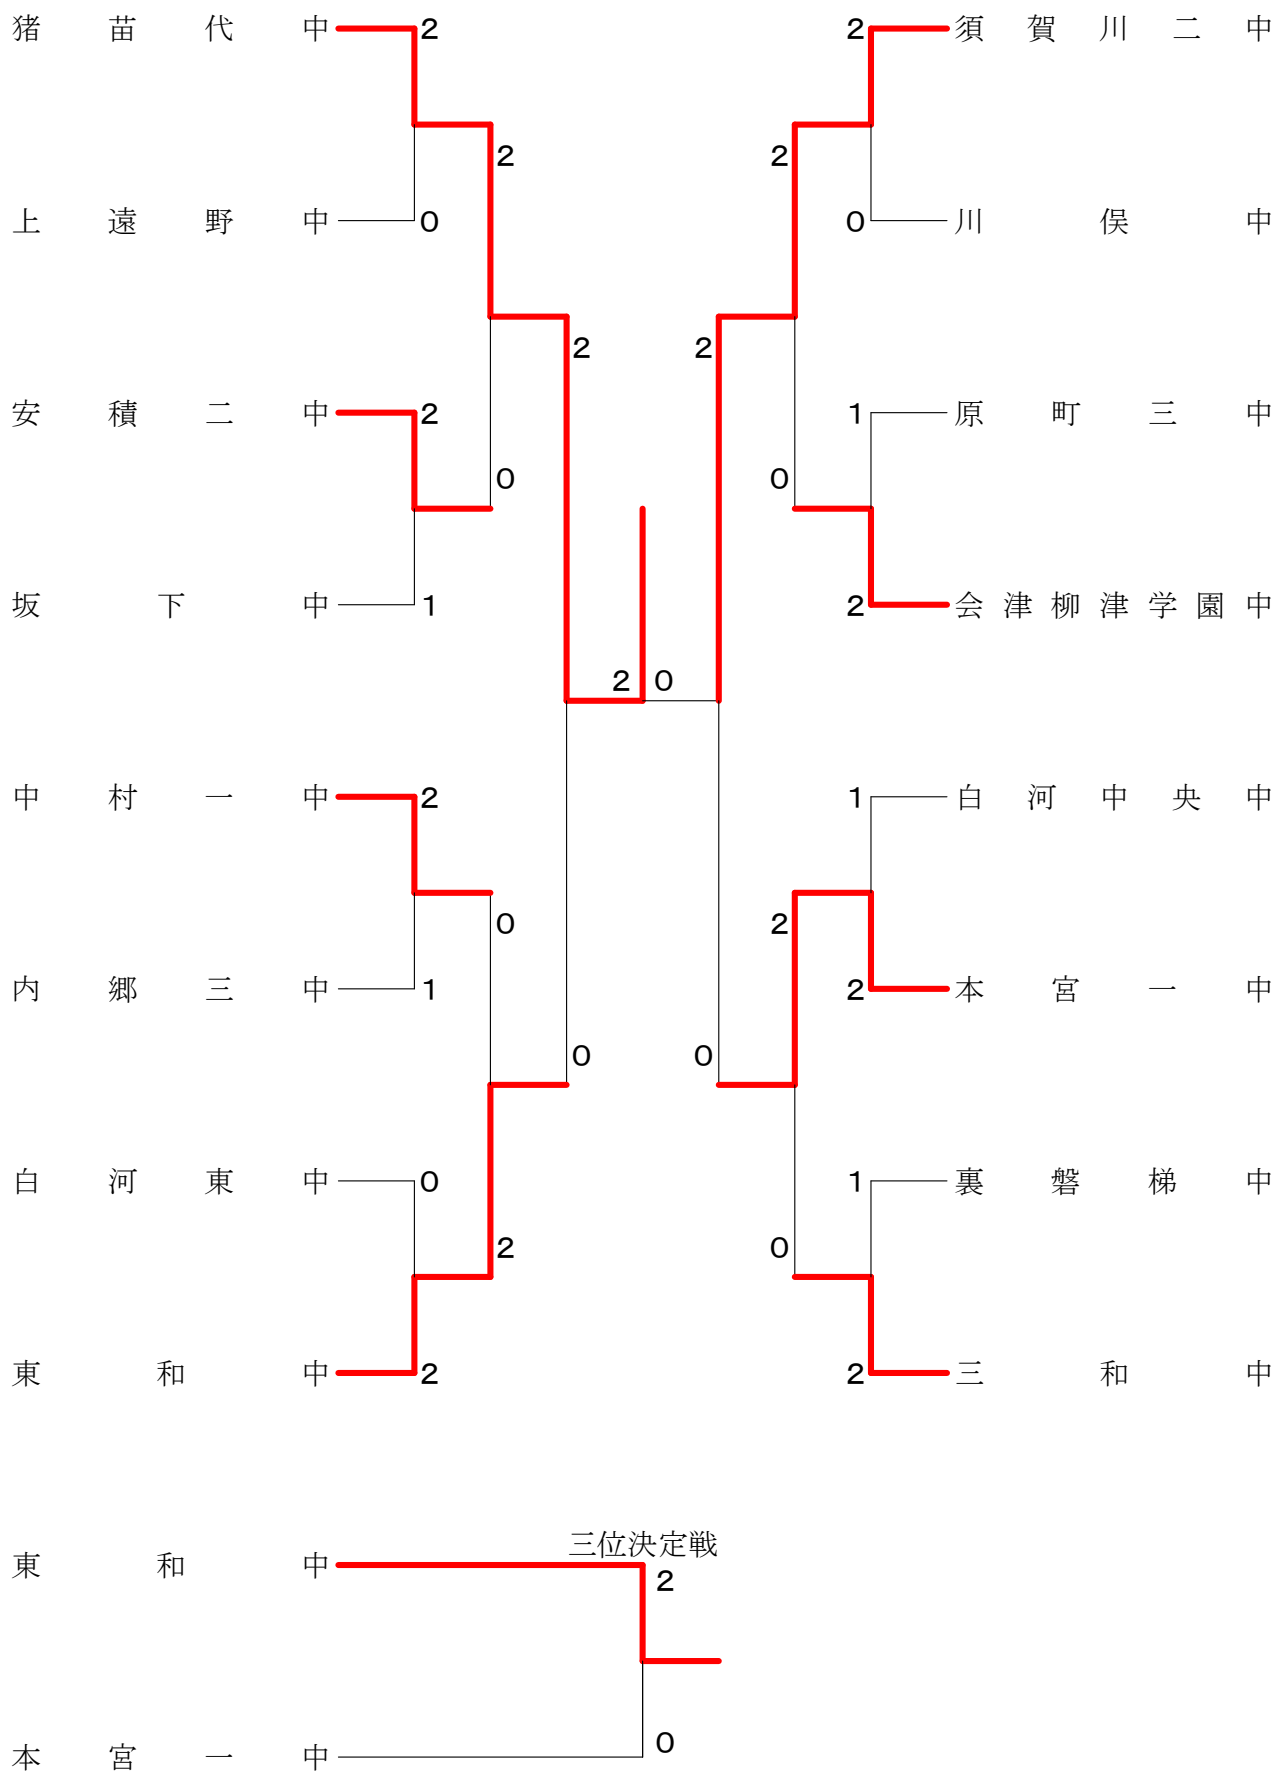 猪苗代中 2 2 須賀川二中
2 2
上遠野中 0 0 川俣中
2 2
安積二中 2 1 原町三中
0 0
坂下中 1 2 会津柳津学園中
2 0
中村一中 2 1 白河中央中
0 2
内郷三中 1 2 本宮一中
0 0
白河東中 0 1 裏磐梯中
2 0
東和中 2 2 三和中
三位決定戦
東和中 2
本宮一中 0